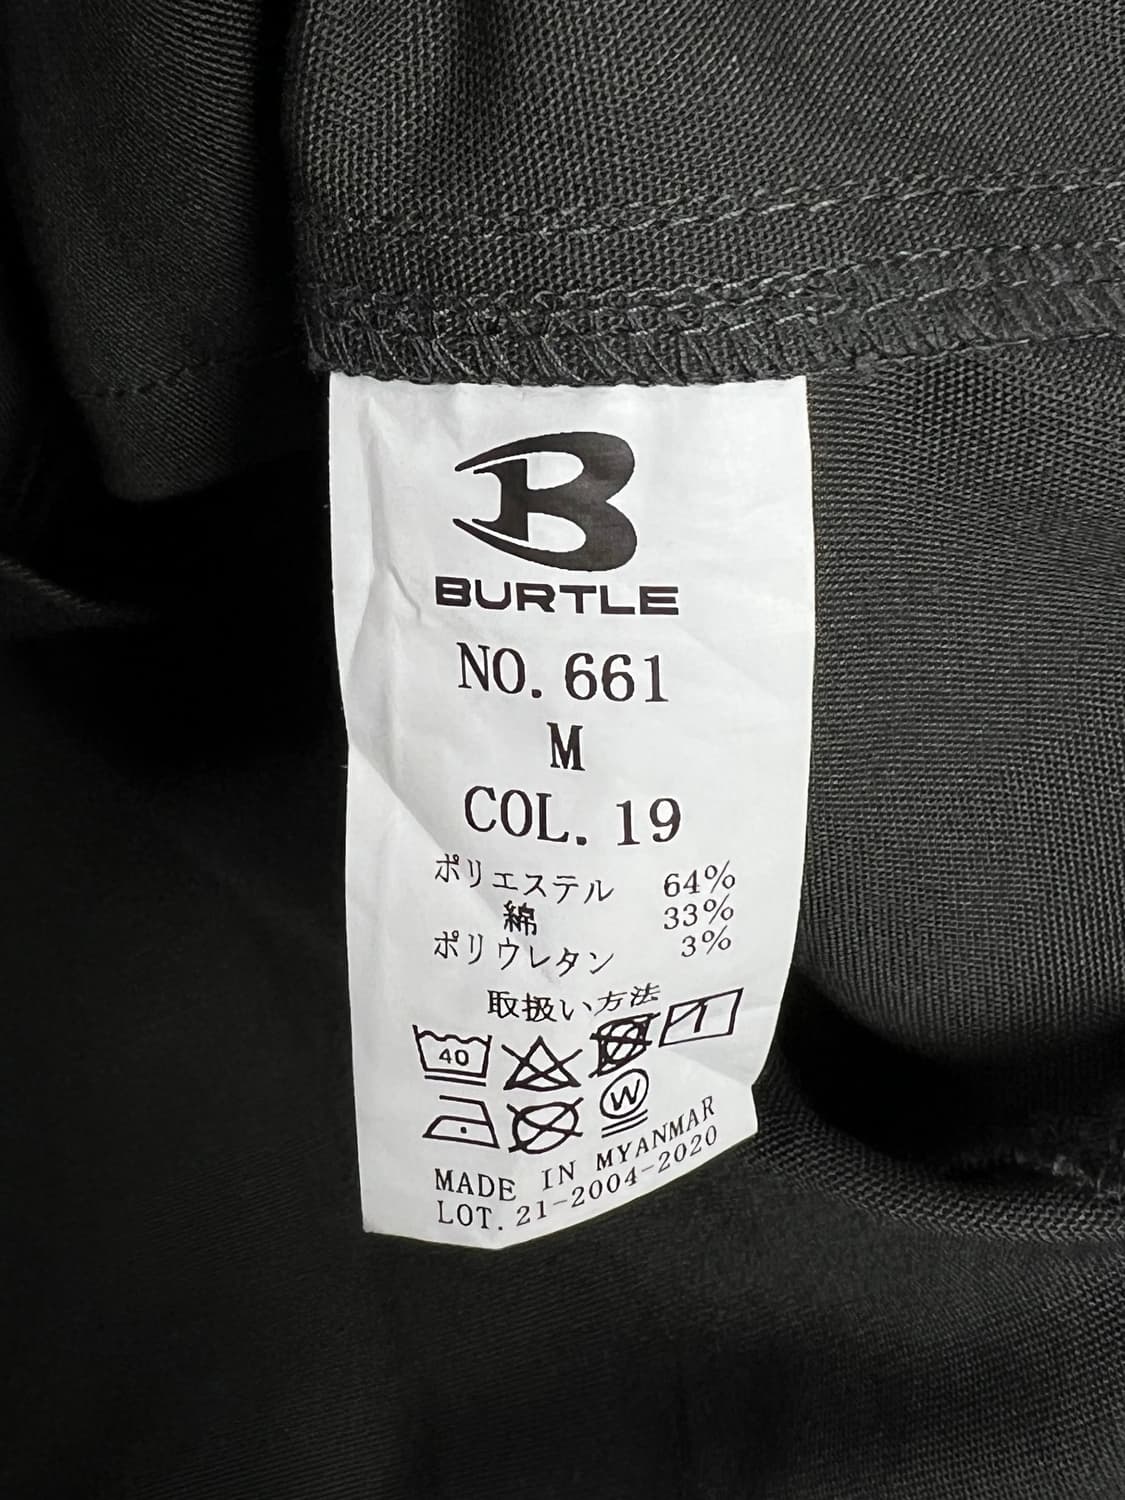 BURTLE
NO. 661
M
COL. 19
ポリエステル 64%
綿 33%
ポリウレタン 3%
取扱い方法
40
W
MADE IN MYANMAR
LOT. 21-2004-2020